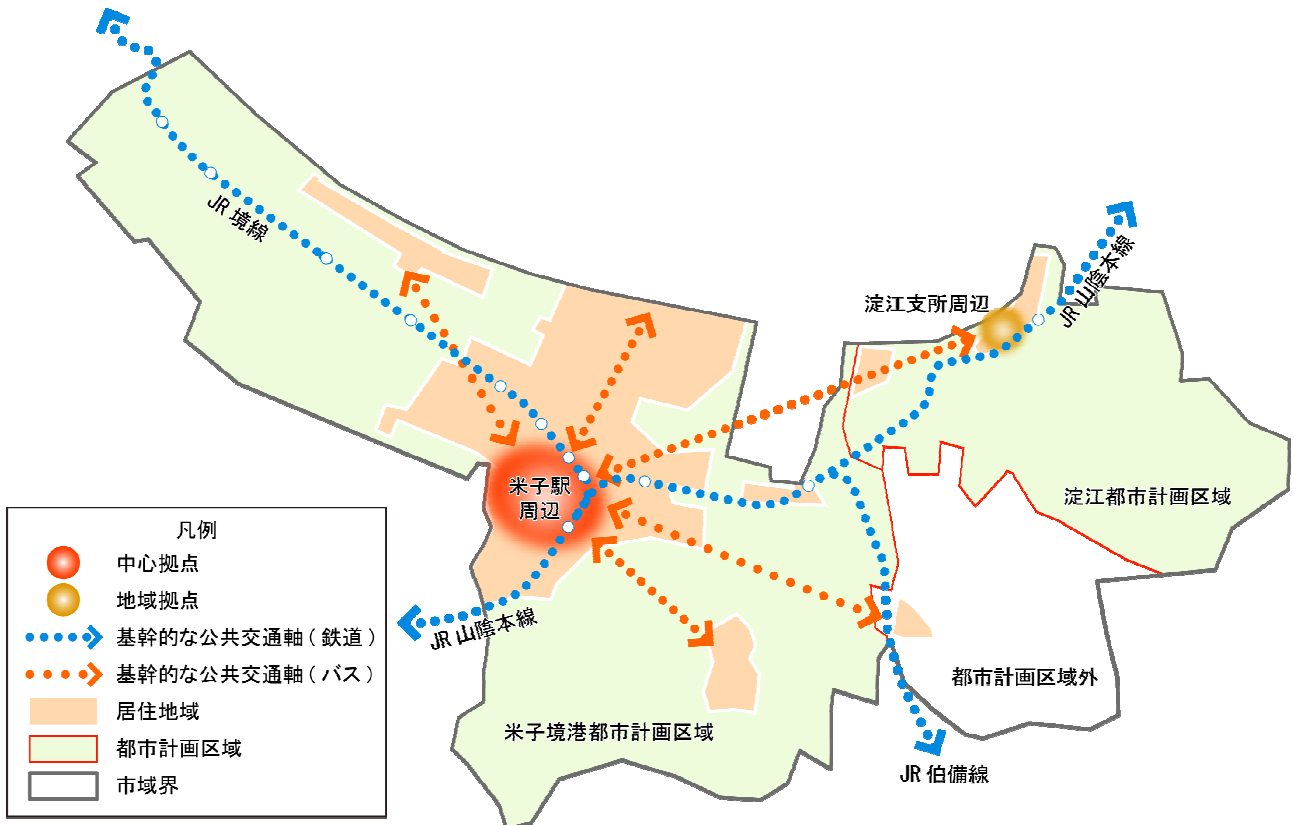 JR 境線
淀江支所周辺
JR 山陰本線
米子駅
周辺
淀江都市計画区域
JR 山陰本線
都市計画区域外
米子境港都市計画区域
JR 伯備線
凡例
中心拠点
地域拠点
基幹的な公共交通軸(鉄道)
基幹的な公共交通軸(バス)
居住地域
都市計画区域
市域界